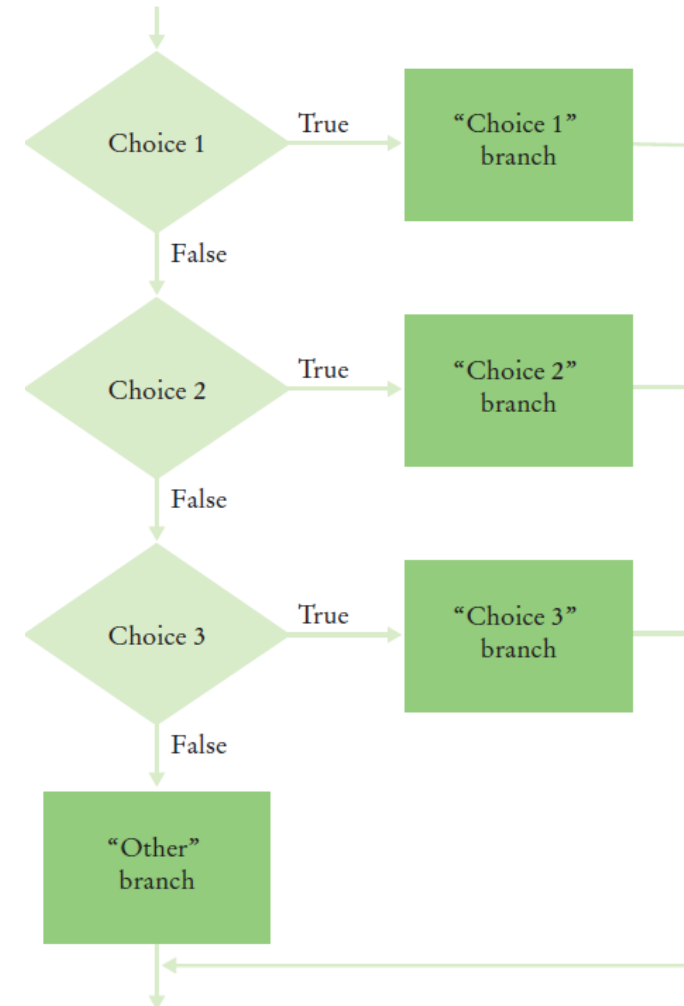 Choice 1
True
“Choice 1”
branch
False
Choice 2
True
“Choice 2”
branch
False
Choice 3
True
“Choice 3”
branch
False
“Other”
branch